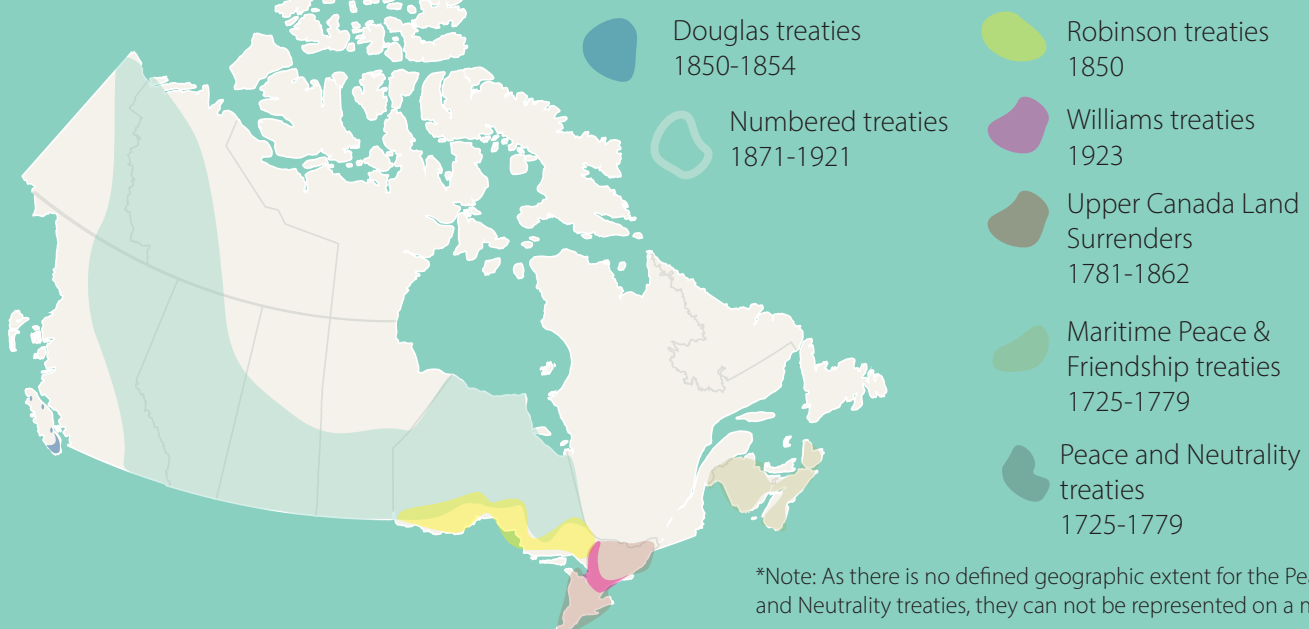 Douglas treaties
1850-1854
Numbered treaties
1871-1921
Robinson treaties
1850
Williams treaties
1923
Upper Canada Land
Surrenders
1781-1862
Maritime Peace &
Friendship treaties
1725-1779
Peace and Neutrality
treaties
1725-1779
*Note: As there is no defined geographic extent for the
and Neutrality treaties, they can not be represented on a